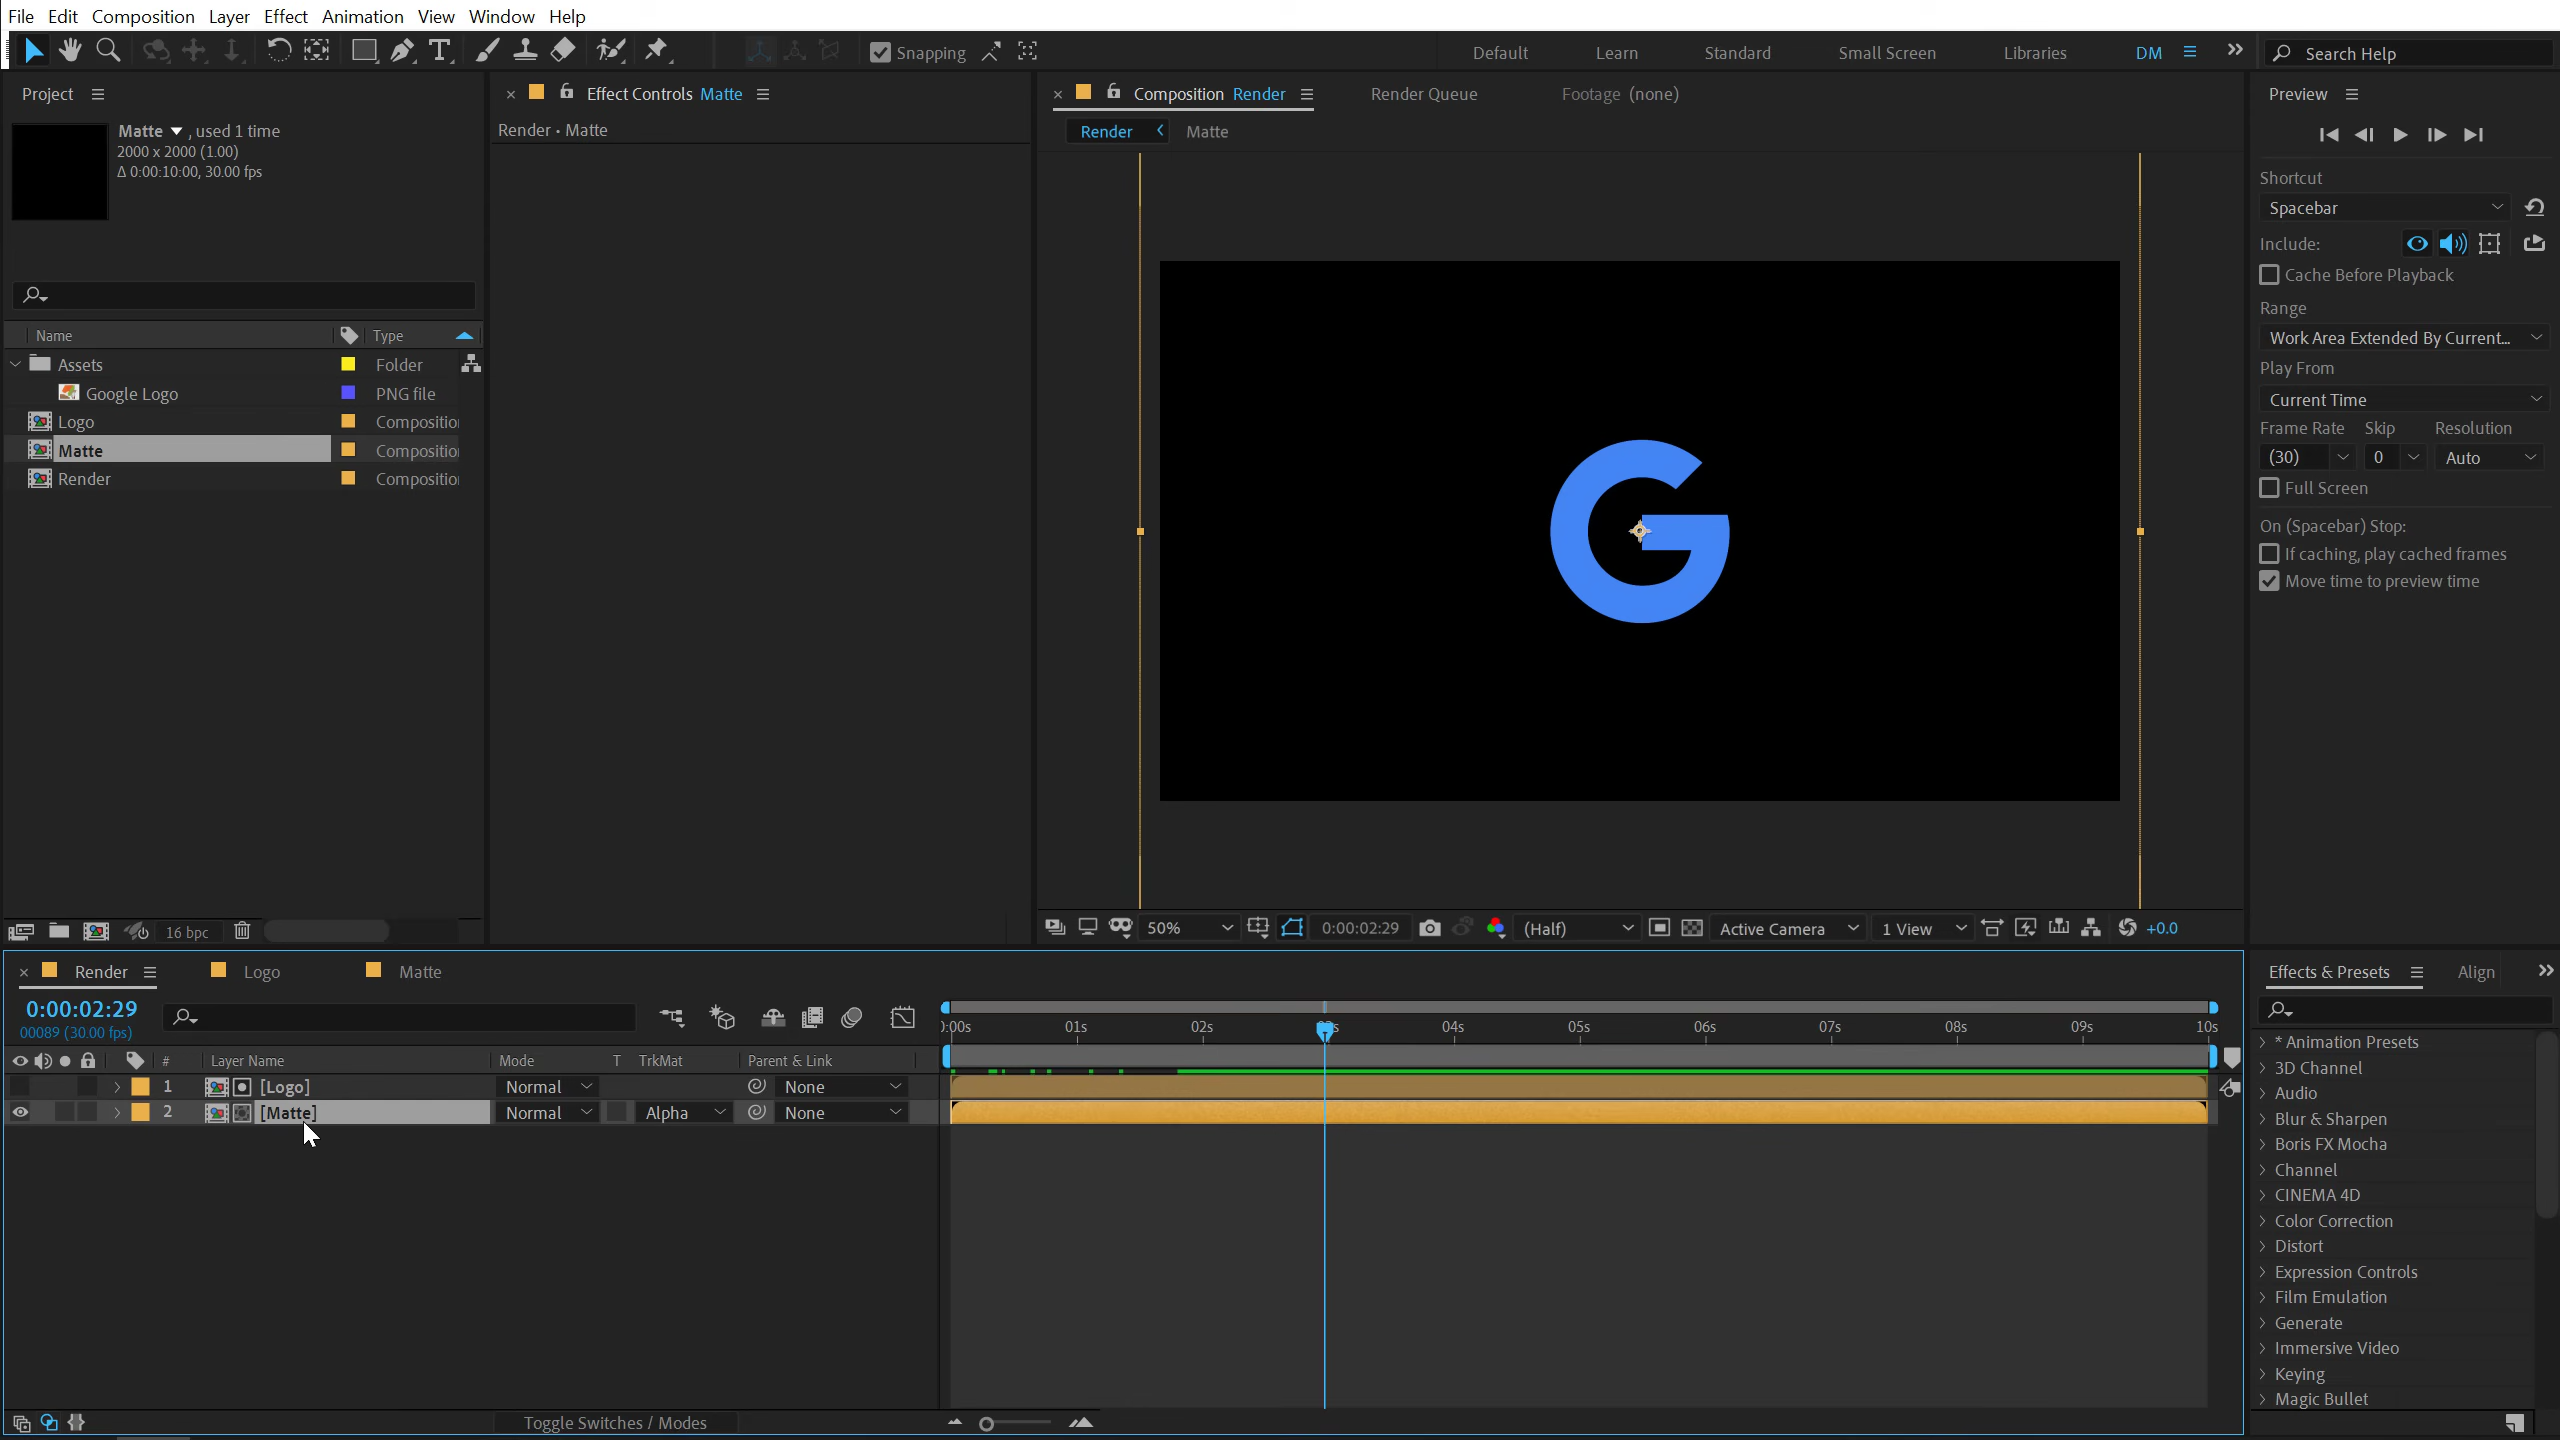 File Edit Composition Layer Effect Animation View Window Help
Snapping
Default Learn Standard Small Screen Libraries DM
Search Help
Project
Matte , used 1 time
2000 x 2000 (1.00)
Δ 0:00:10:00, 30.00 fps
Name Type
Assets Folder
Google Logo PNG file
Logo Compositio
Matte Compositio
Render Compositio
16 bpc
Effect Controls Matte
Render • Matte
Composition Render Render Queue Footage (none)
Render Matte
50% 0:00:02:29 (Half) Active Camera 1 View +0.0
Preview
Shortcut
Spacebar
Include:
Cache Before Playback
Range
Work Area Extended By Current...
Play From
Current Time
Frame Rate Skip Resolution
(30) 0 Auto
Full Screen
On (Spacebar) Stop:
If caching, play cached frames
Move time to preview time
Render Logo Matte
0:00:02:29
00089 (30.00 fps)
):00s 01s 02s 04s 05s 06s 07s 08s 09s 10s
# Layer Name Mode T TrkMat Parent & Link
1 [Logo] Normal None
2 [Matte] Normal Alpha None
Toggle Switches / Modes
Effects & Presets Align
* Animation Presets
3D Channel
Audio
Blur & Sharpen
Boris FX Mocha
Channel
CINEMA 4D
Color Correction
Distort
Expression Controls
Film Emulation
Generate
Immersive Video
Keying
Magic Bullet